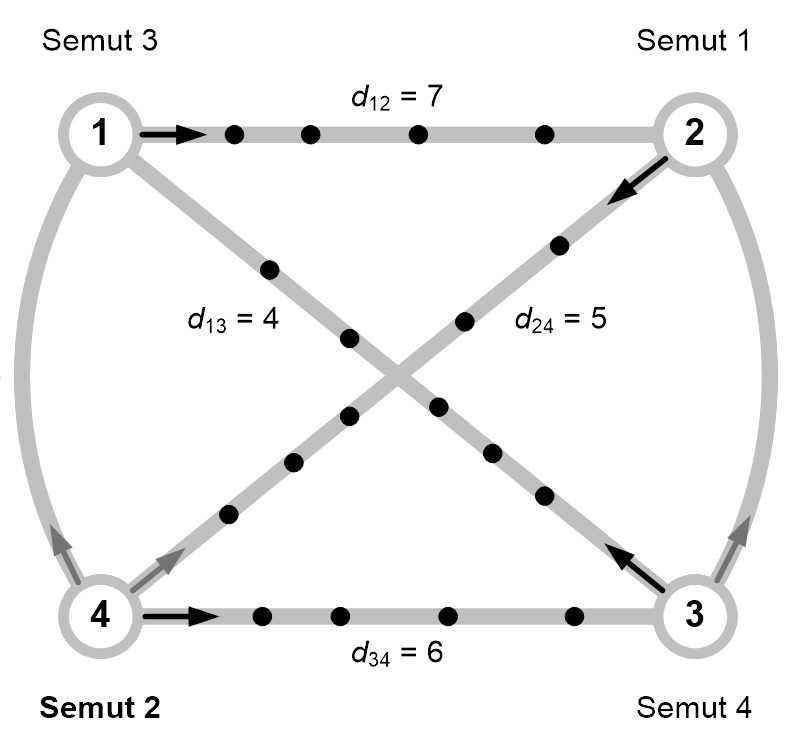 Semut 3
Semut 1
d12 = 7
1
2
d13 = 4
d24 = 5
4
3
d34 = 6
Semut 2
Semut 4